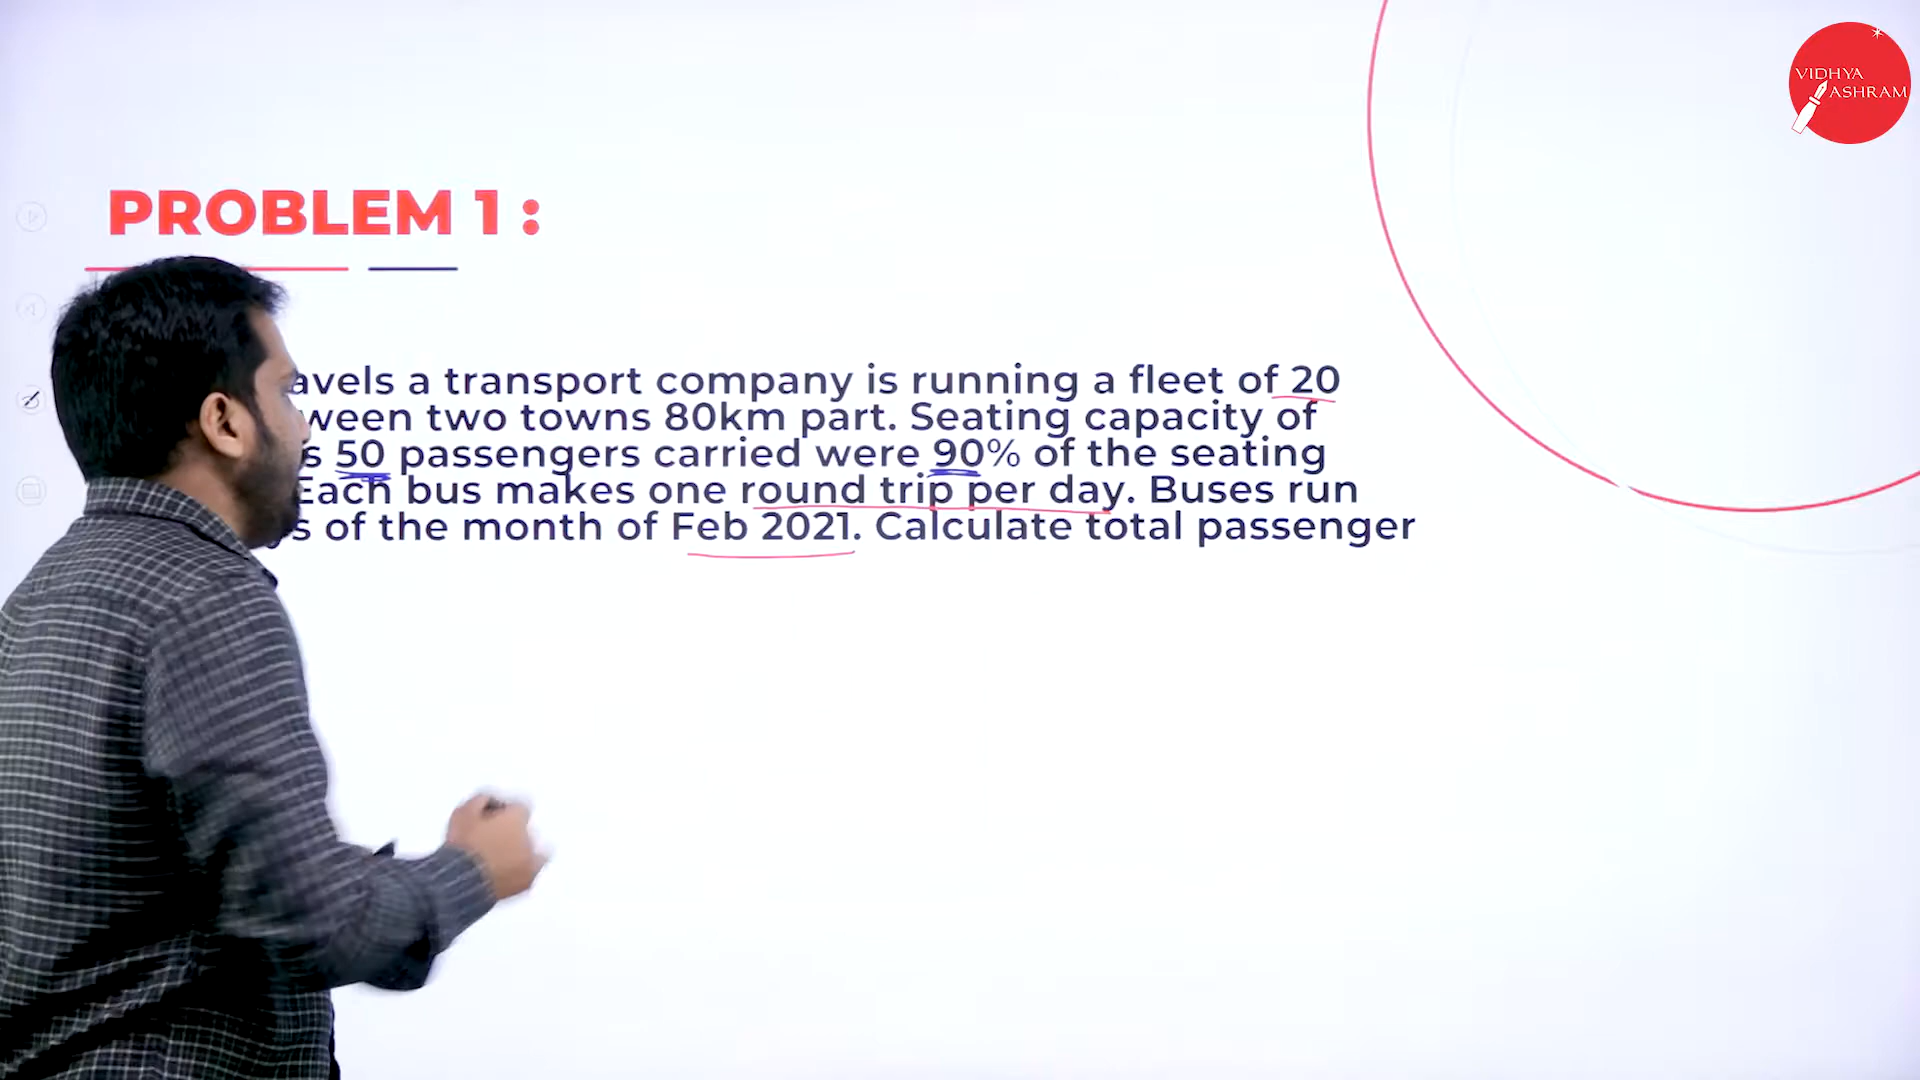 VIDHYA
ASHRAM
PROBLEM 1 :
a transport company is running a fleet of 20
two towns 80km part. Seating capacity of
50 passengers carried were 90% of the seating
Each bus makes one round trip per day. Buses run
of the month of Feb 2021. Calculate total passenger